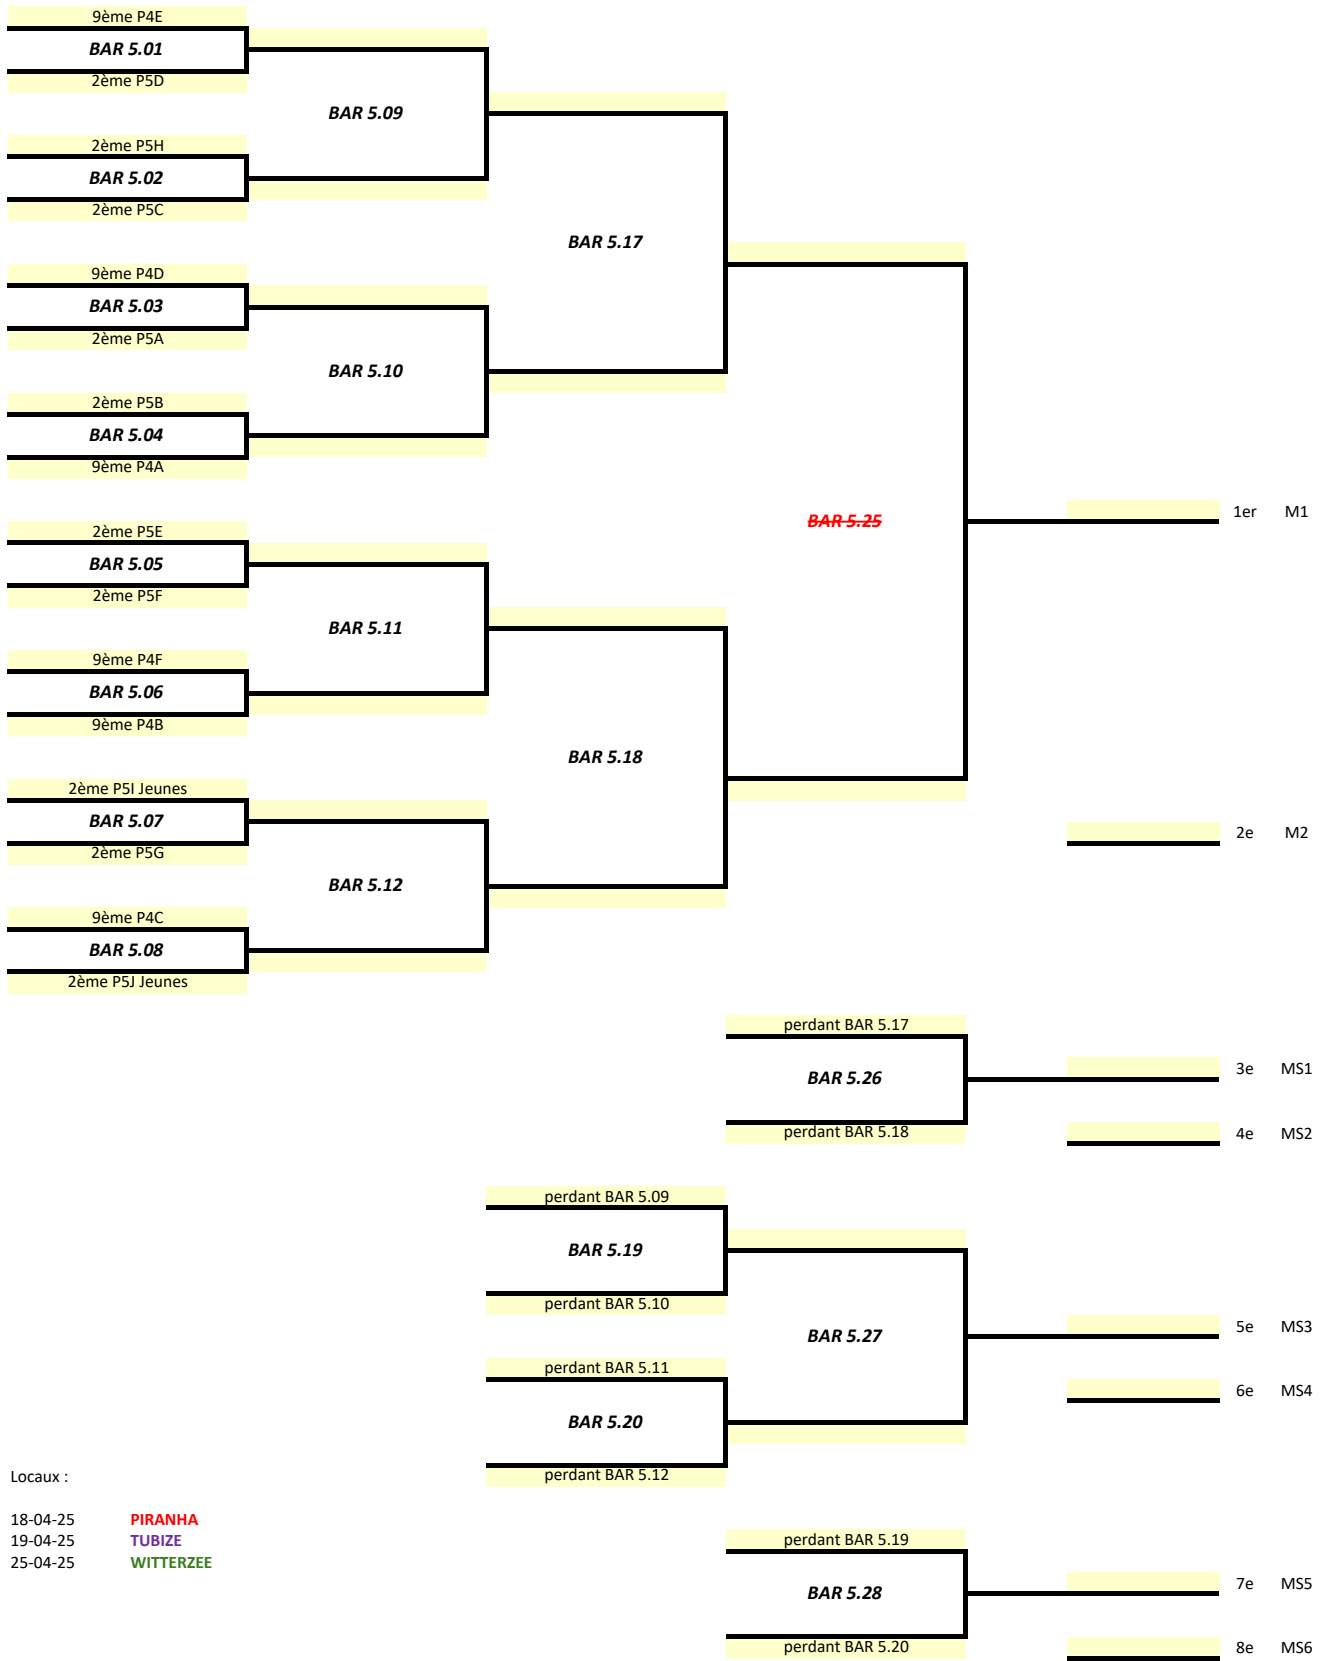 9ème P4E
BAR 5.01
2ème P5D
BAR 5.09
2ème P5H
BAR 5.02
2ème P5C
BAR 5.17
9ème P4D
BAR 5.03
2ème P5A
BAR 5.10
2ème P5B
BAR 5.04
9ème P4A
BAR 5.25
1er M1
2ème P5E
BAR 5.05
2ème P5F
BAR 5.11
9ème P4F
BAR 5.06
9ème P4B
BAR 5.18
2ème P5I Jeunes
BAR 5.07
2ème P5G
2e M2
BAR 5.12
9ème P4C
BAR 5.08
2ème P5J Jeunes
perdant BAR 5.17
BAR 5.26
3e MS1
perdant BAR 5.18
4e MS2
perdant BAR 5.09
BAR 5.19
perdant BAR 5.10
BAR 5.27
5e MS3
perdant BAR 5.11
6e MS4
BAR 5.20
perdant BAR 5.12
Locaux :
18-04-25 PIRANHA
19-04-25 TUBIZE
25-04-25 WITTERZEE
perdant BAR 5.19
BAR 5.28
7e MS5
perdant BAR 5.20
8e MS6